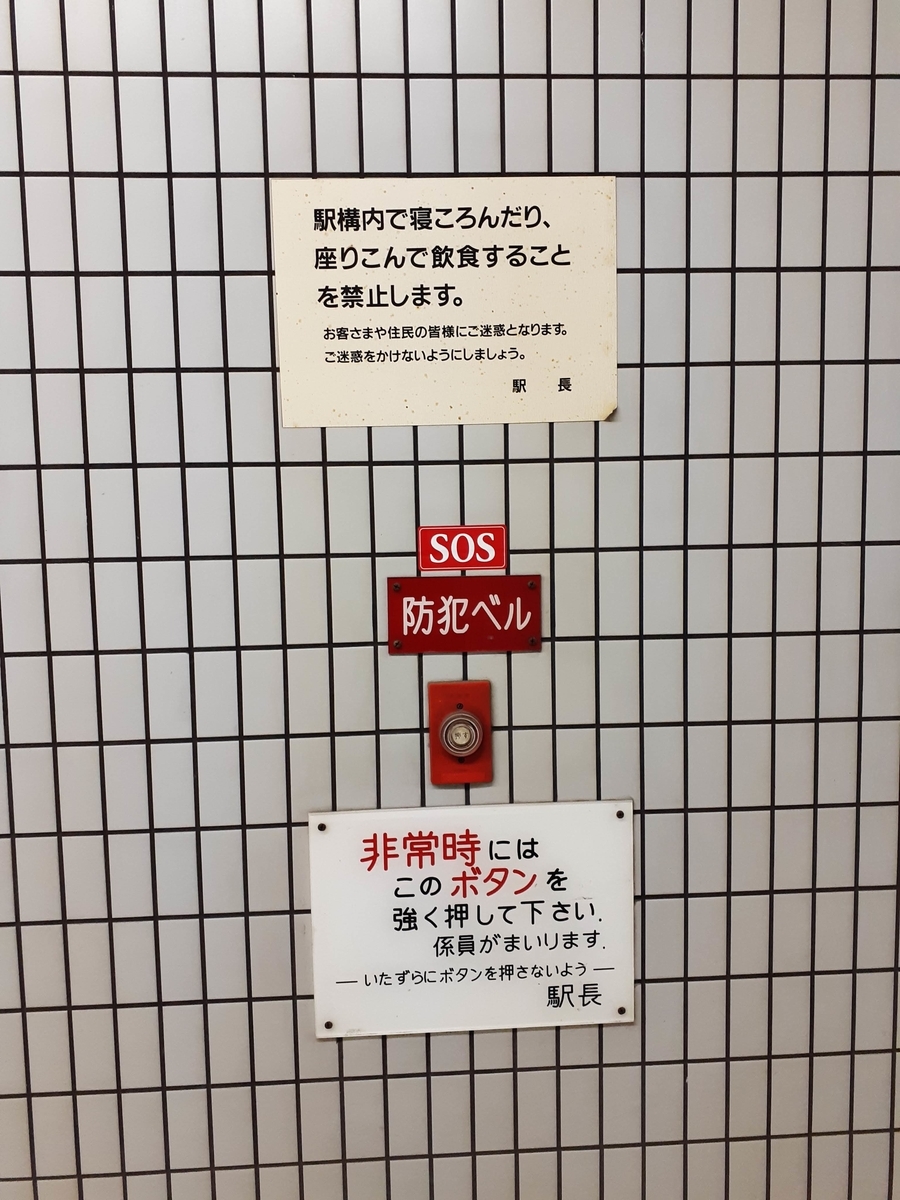 駅構内で寝ころんだり、
座りこんで飲食すること
を禁止します。
お客さまや住民の皆様にご迷惑となります。
ご迷惑をかけないようにしましょう。
駅 長
SOS
防犯ベル
押す
非常時には
このボタンを
強く押して下さい.
係員がまいります.
― いたずらにボタンを押さないよう ―
駅長